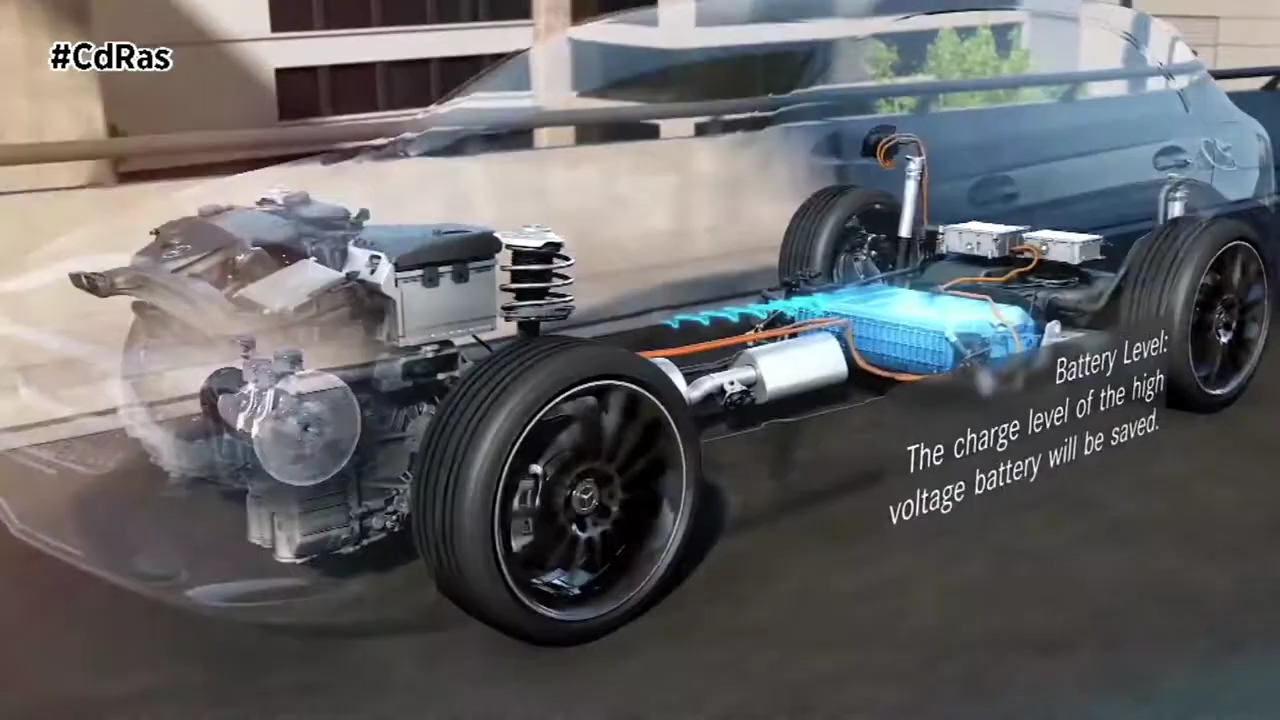 #CdRas
Battery Level:
The charge level of the high
voltage battery will be saved.